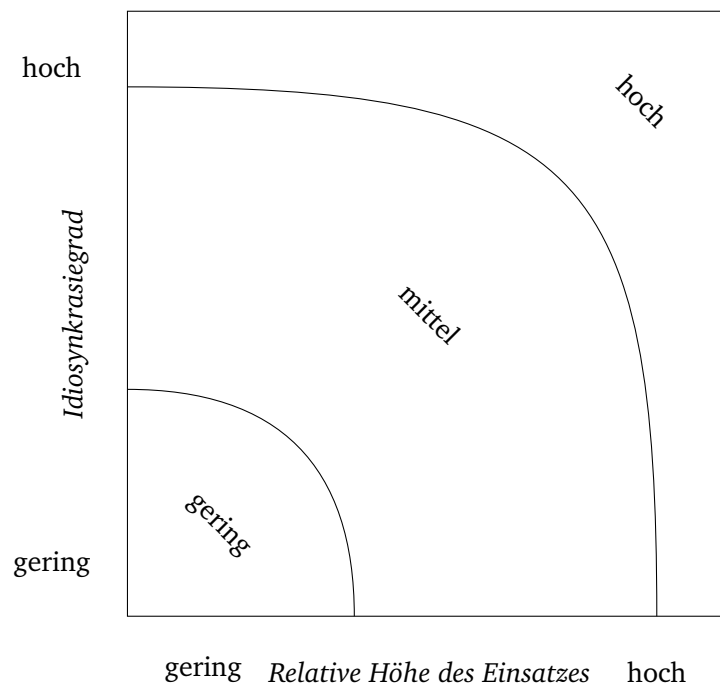 hoch
hoch
Idiosynkrasiegrad
mittel
gering
gering
gering Relative Höhe des Einsatzes hoch